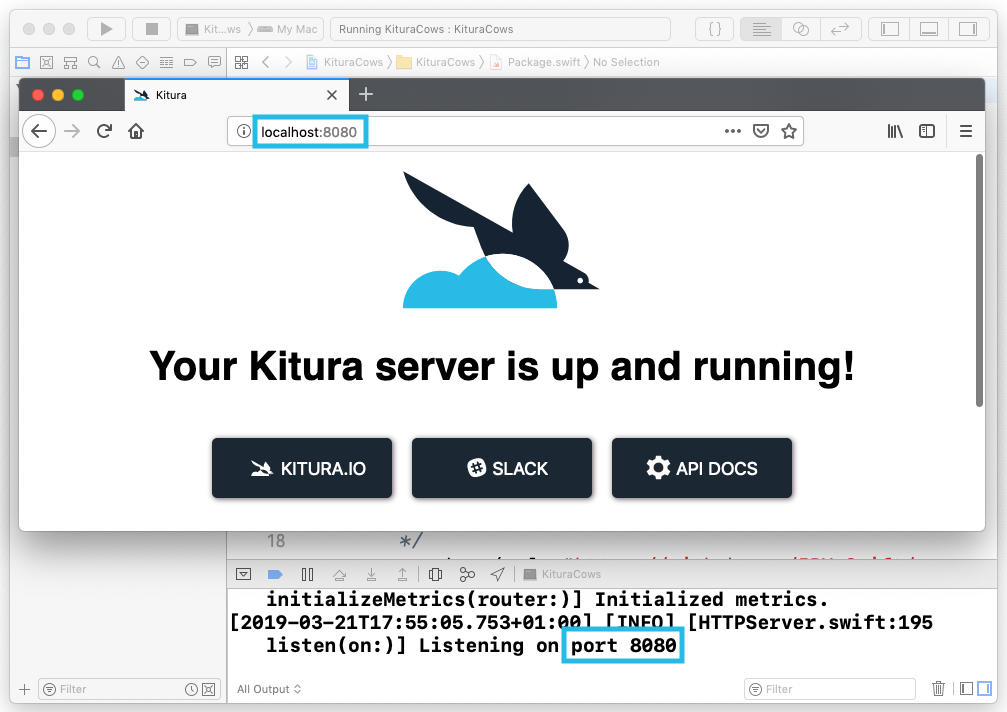 Kit...ws 〉 My Mac
Running KituraCows : KituraCows
{ }
KituraCows 〉 KituraCows 〉 Package.swift 〉 No Selection
Kitura
localhost:8080
Your Kitura server is up and running!
KITURA.IO
SLACK
API DOCS
18 */
KituraCows
initializeMetrics(router:)] Initialized metrics.
[2019-03-21T17:55:05.753+01:00] [INFO] [HTTPServer.swift:195
listen(on:)] Listening on port 8080
Filter
All Output
Filter